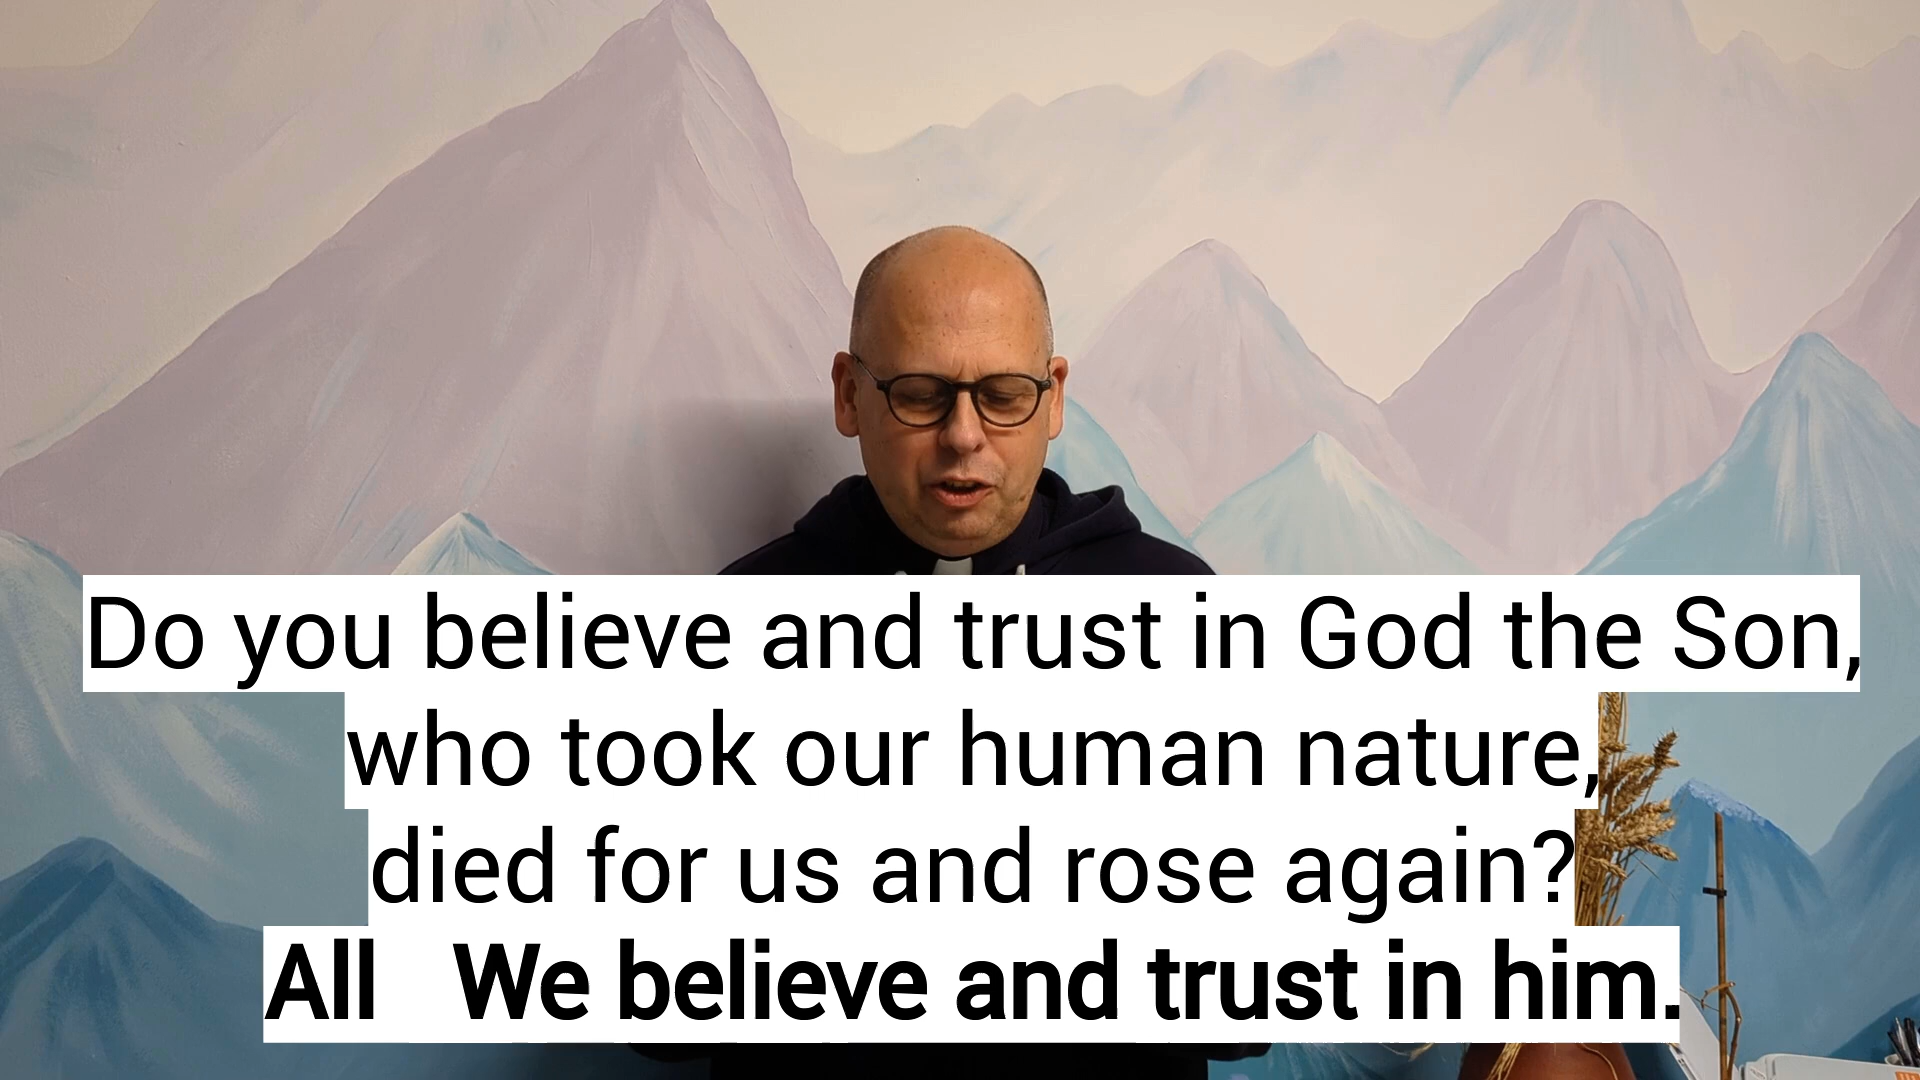 Do you believe and trust in God the Son,
who took our human nature,
died for us and rose again?
All   We believe and trust in him.